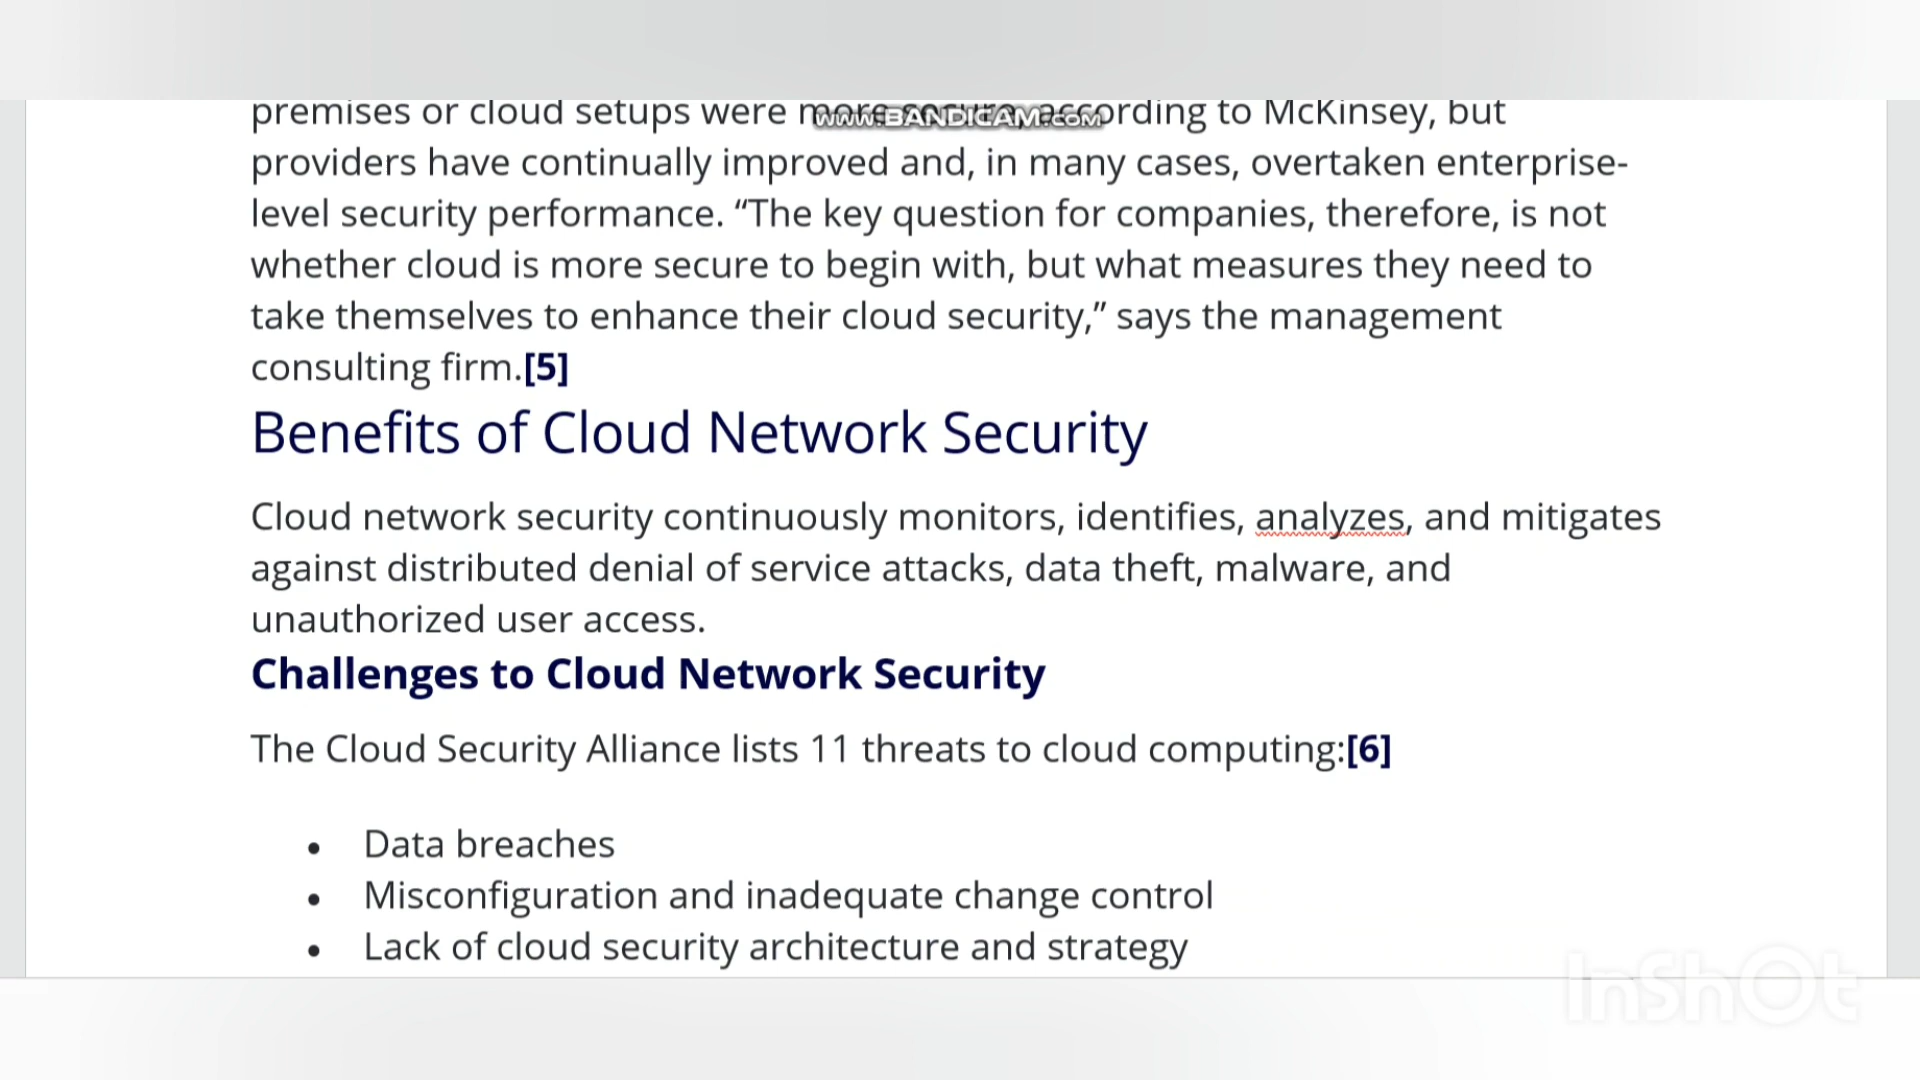 premises or cloud setups were more secure, according to McKinsey, but
www.BANDICAM.com
providers have continually improved and, in many cases, overtaken enterprise-
level security performance. “The key question for companies, therefore, is not
whether cloud is more secure to begin with, but what measures they need to
take themselves to enhance their cloud security,” says the management
consulting firm.[5]
Benefits of Cloud Network Security
Cloud network security continuously monitors, identifies, analyzes, and mitigates
against distributed denial of service attacks, data theft, malware, and
unauthorized user access.
Challenges to Cloud Network Security
The Cloud Security Alliance lists 11 threats to cloud computing:[6]
• Data breaches
• Misconfiguration and inadequate change control
• Lack of cloud security architecture and strategy
InShOt